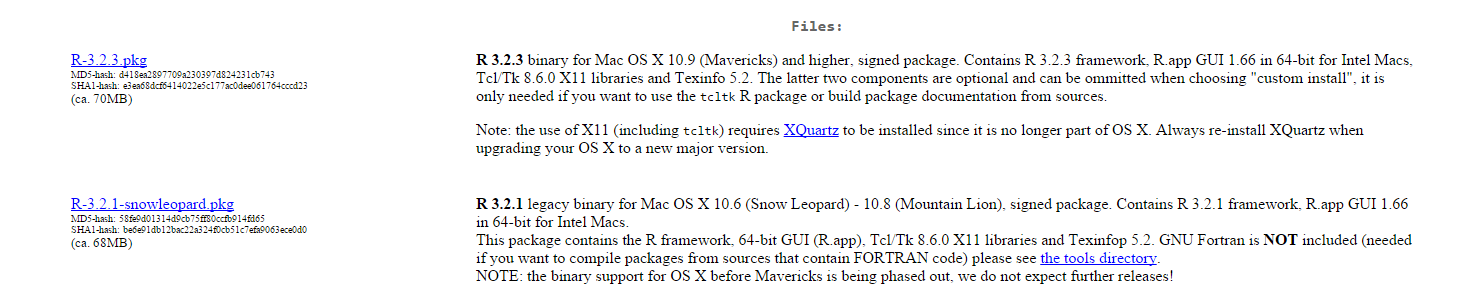 Files:
R-3.2.3.pkg
MD5-hash: d418ea2897709a230397d824231cb743
SHA1-hash: e3ea68dcf6414022e5c177ac0dee061764cccd23
(ca. 70MB)
R 3.2.3 binary for Mac OS X 10.9 (Mavericks) and higher, signed package. Contains R 3.2.3 framework, R.app GUI 1.66 in 64-bit for Intel Macs,
Tcl/Tk 8.6.0 X11 libraries and Texinfo 5.2. The latter two components are optional and can be ommitted when choosing "custom install", it is
only needed if you want to use the tcltk R package or build package documentation from sources.
Note: the use of X11 (including tcltk) requires XQuartz to be installed since it is no longer part of OS X. Always re-install XQuartz when
upgrading your OS X to a new major version.
R-3.2.1-snowleopard.pkg
MD5-hash: 58fe9d01314d9cb75ff80ccfb914fd65
SHA1-hash: be6e91db12bac22a324f0cb51c7efa9063ece0d0
(ca. 68MB)
R 3.2.1 legacy binary for Mac OS X 10.6 (Snow Leopard) - 10.8 (Mountain Lion), signed package. Contains R 3.2.1 framework, R.app GUI 1.66
in 64-bit for Intel Macs.
This package contains the R framework, 64-bit GUI (R.app), Tcl/Tk 8.6.0 X11 libraries and Texinfop 5.2. GNU Fortran is NOT included (needed
if you want to compile packages from sources that contain FORTRAN code) please see the tools directory.
NOTE: the binary support for OS X before Mavericks is being phased out, we do not expect further releases!